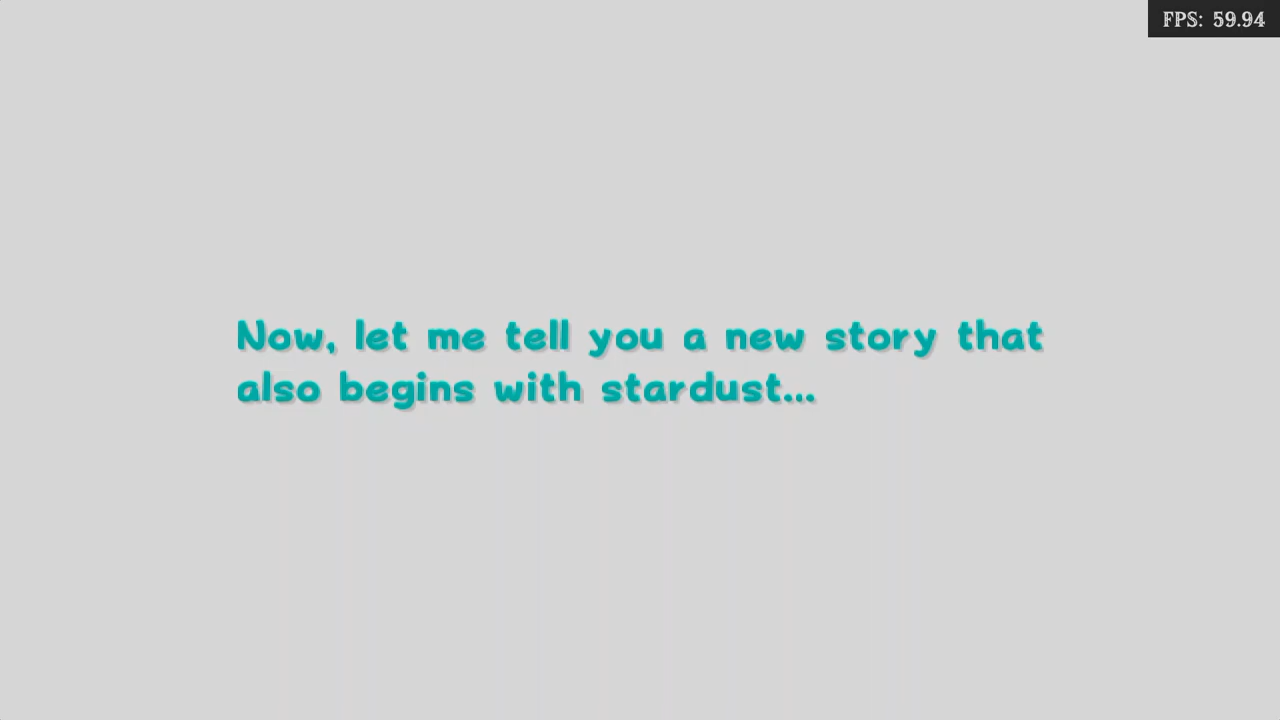 FPS: 59.94
Now, let me tell you a new story that
also begins with stardust...